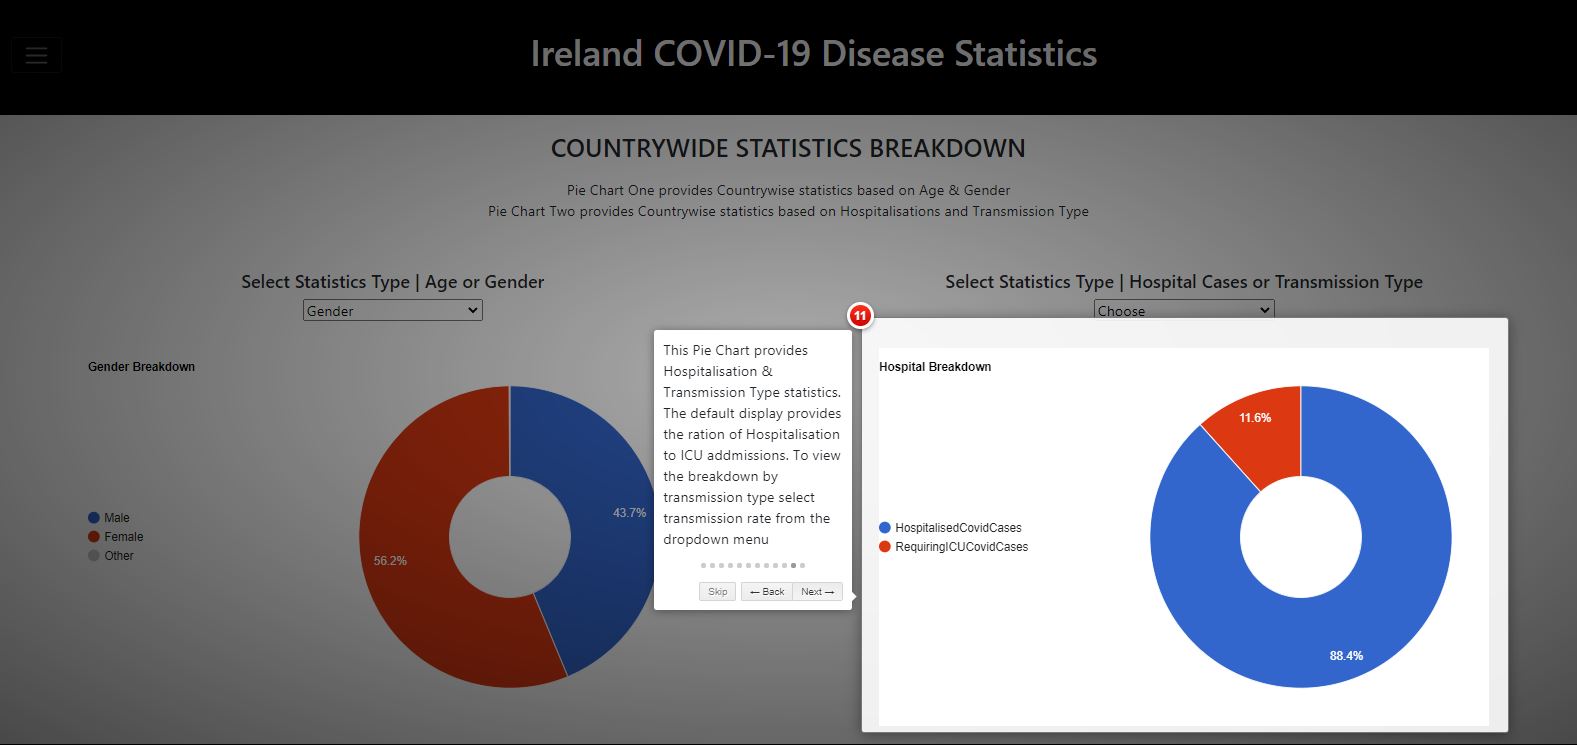 Ireland COVID-19 Disease Statistics
COUNTRYWIDE STATISTICS BREAKDOWN
Pie Chart One provides Countrywise statistics based on Age & Gender
Pie Chart Two provides Countrywise statistics based on Hospitalisations and Transmission Type
Select Statistics Type | Age or Gender
Gender
Select Statistics Type | Hospital Cases or Transmission Type
Choose
Gender Breakdown
Male
Female
Other
43.7%
56.2%
11
This Pie Chart provides
Hospitalisation &
Transmission Type statistics.
The default display provides
the ration of Hospitalisation
to ICU addmissions. To view
the breakdown by
transmission type select
transmission rate from the
dropdown menu
Skip
← Back
Next →
Hospital Breakdown
HospitalisedCovidCases
RequiringICUCovidCases
11.6%
88.4%